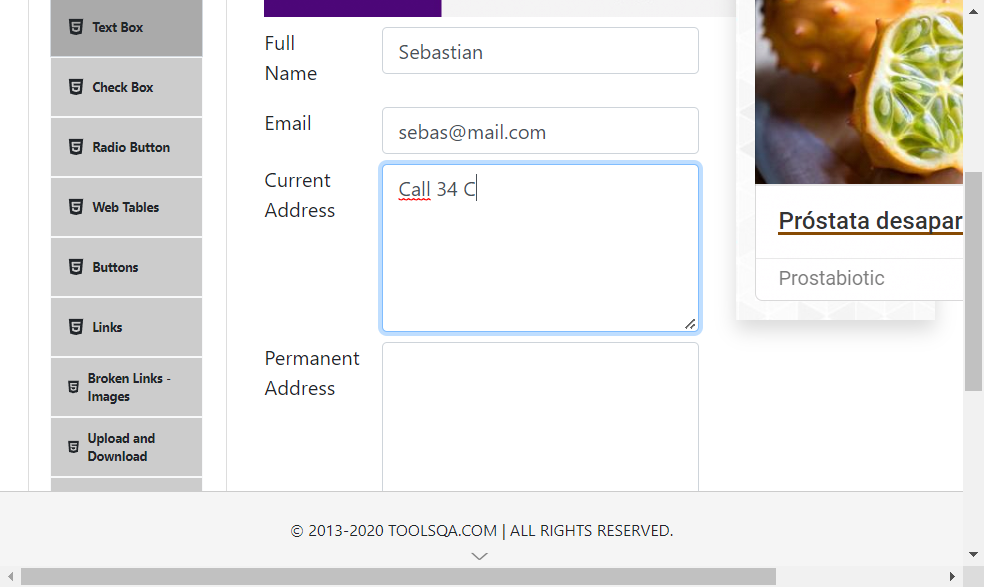 Text Box
Check Box
Radio Button
Web Tables
Buttons
Links
Broken Links -
Images
Upload and
Download
Full
Name
Sebastian
Email
sebas@mail.com
Current
Address
Call 34 C
Permanent
Address
Próstata desapar
Prostabiotic
© 2013-2020 TOOLSQA.COM | ALL RIGHTS RESERVED.